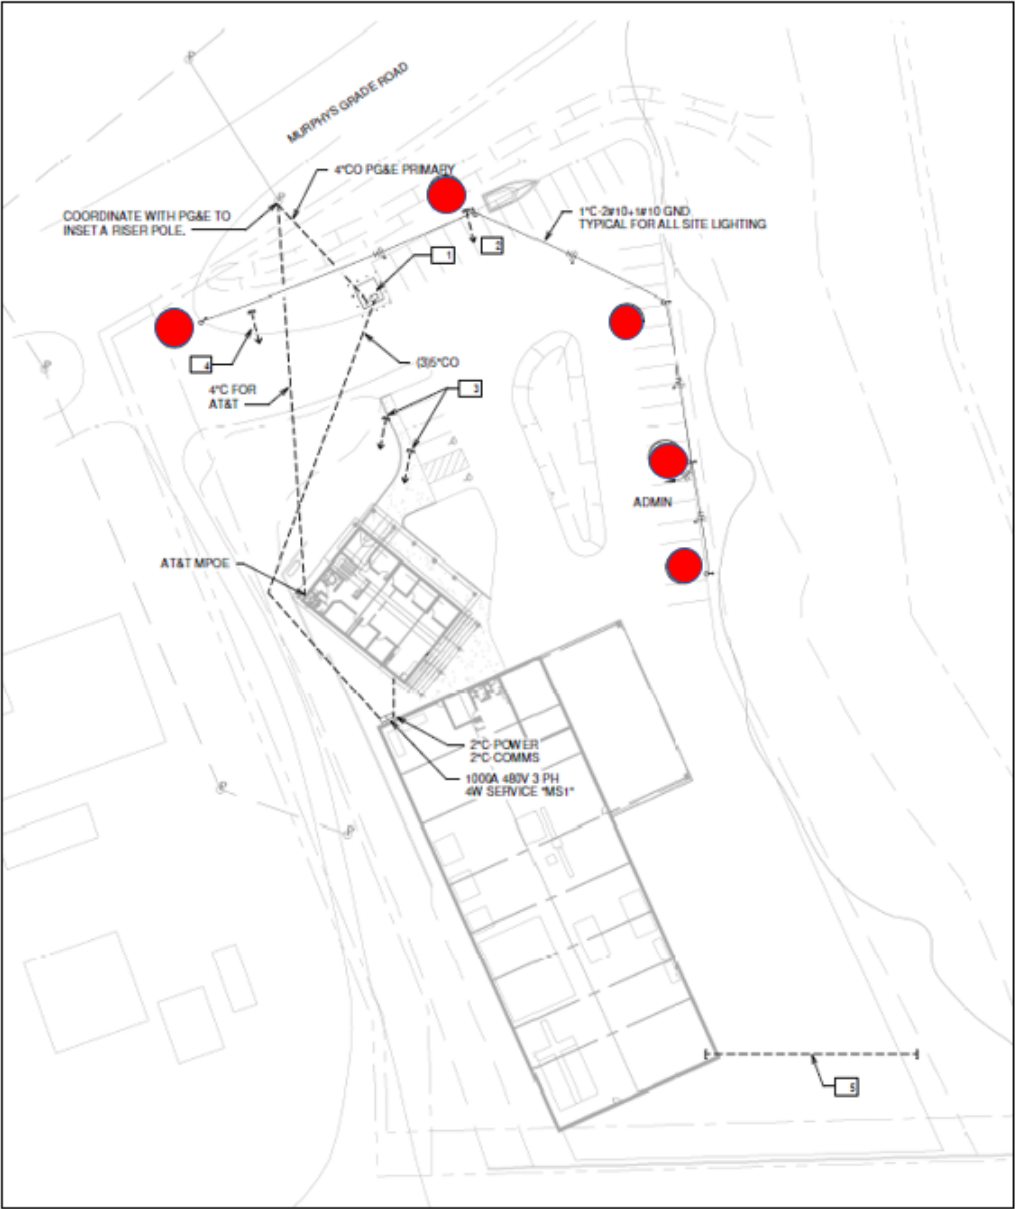 MURPHYS GRADE ROAD
4"CO PG&E PRIMARY
COORDINATE WITH PG&E TO
INSET A RISER POLE.
1"C-2#10+1#10 GND
TYPICAL FOR ALL SITE LIGHTING
2
1
4
(3)5"CO
4"C FOR
AT&T
3
ADMIN
AT&T MPOE
2"C-POWER
2"C-COMMS
1000A 480V 3 PH
4W SERVICE "MS1"
5